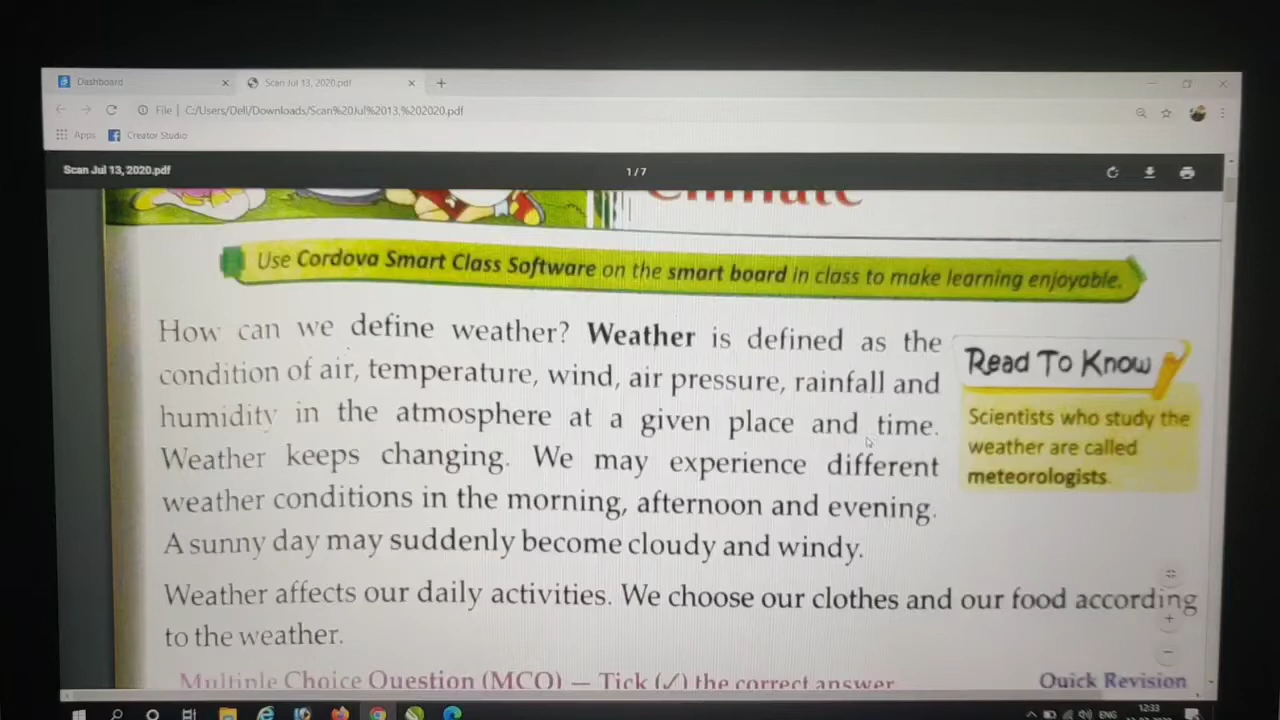 Dashboard
Scan Jul 13, 2020.pdf
File | C:/Users/Dell/Downloads/Scan%20Jul%2013,%202020.pdf
Apps
Creator Studio
Scan Jul 13, 2020.pdf
1/7
Climate
Use Cordova Smart Class Software on the smart board in class to make learning enjoyable.
How can we define weather? Weather is defined as the
condition of air, temperature, wind, air pressure, rainfall and
humidity in the atmosphere at a given place and time.
Weather keeps changing. We may experience different
weather conditions in the morning, afternoon and evening.
A sunny day may suddenly become cloudy and windy.
Read To Know
Scientists who study the
weather are called
meteorologists.
Weather affects our daily activities. We choose our clothes and our food according
to the weather.
Multiple Choice Question (MCQ) — Tick (✓) the correct answer
Quick Revision
ENG
12:33